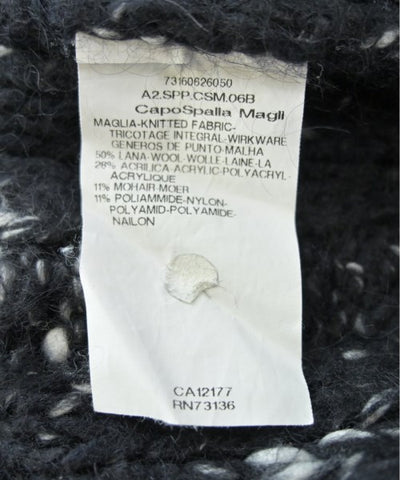 73160626050
A2.SPP.CSM.06B
CapoSpalla Magli
MAGLIA-KNITTED FABRIC-
TRICOTAGE INTEGRAL-WIRKWARE
GENEROS DE PUNTO-MALHA
50% LANA-WOOL-WOLLE-LAINE-LA
28% ACRILICA-ACRYLIC-POLYACRYL-
ACRYLIQUE
11% MOHAIR-MOER
11% POLIAMMIDE-NYLON-
POLYAMID-POLYAMIDE-
NAILON
CA12177
RN73136